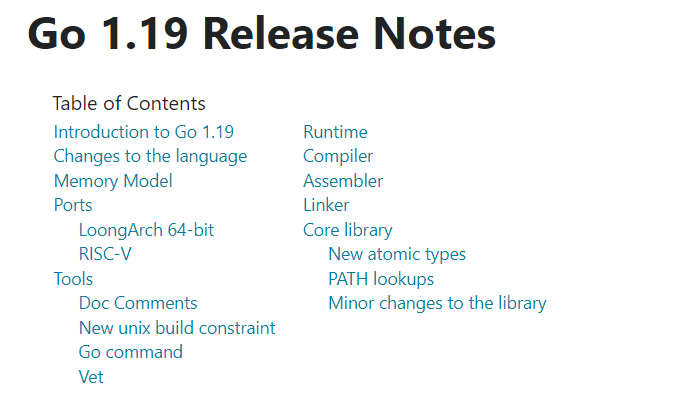 Go 1.19 Release Notes
Table of Contents
Introduction to Go 1.19
Changes to the language
Memory Model
Ports
LoongArch 64-bit
RISC-V
Tools
Doc Comments
New unix build constraint
Go command
Vet
Runtime
Compiler
Assembler
Linker
Core library
New atomic types
PATH lookups
Minor changes to the library